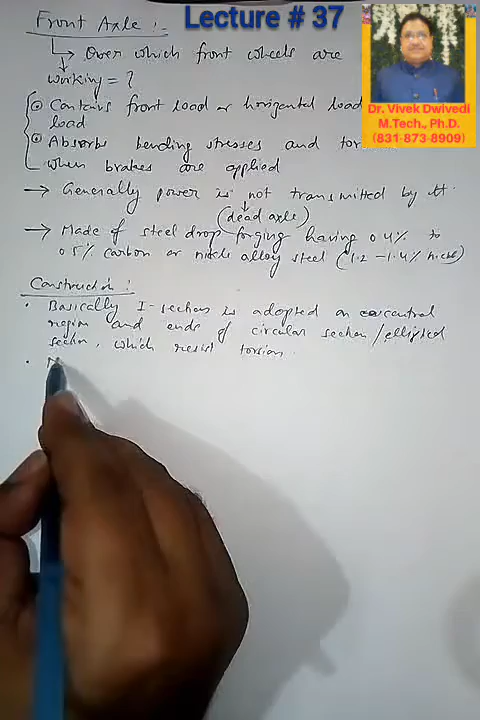 Lecture # 37
Front Axle :-
→ Over which front wheels are
working = ?
⊙ Contains front load or horizontal load
load
⊙ Absorbs bending stresses and
when brakes are applied
→ Generally power is not transmitted by it.
(dead axle)
→ Made of steel drop forging having 0.4% to
0.5% carbon or nickle alloy steel (1.2 - 1.4% nickle)
Construction :
. Basically I-section is adopted on central
region and ends of circular section/elliptical
section, which resist torsion.
.
Dr. Vivek Dwivedi
M.Tech., Ph.D.
(831-873-8909)